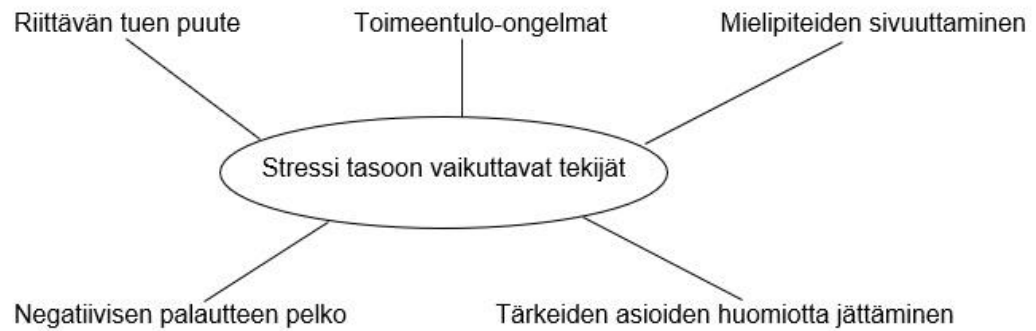 Riittävän tuen puute
Toimeentulo-ongelmat
Mielipiteiden sivuuttaminen
Stressi tasoon vaikuttavat tekijät
Negatiivisen palautteen pelko
Tärkeiden asioiden huomiotta jättäminen